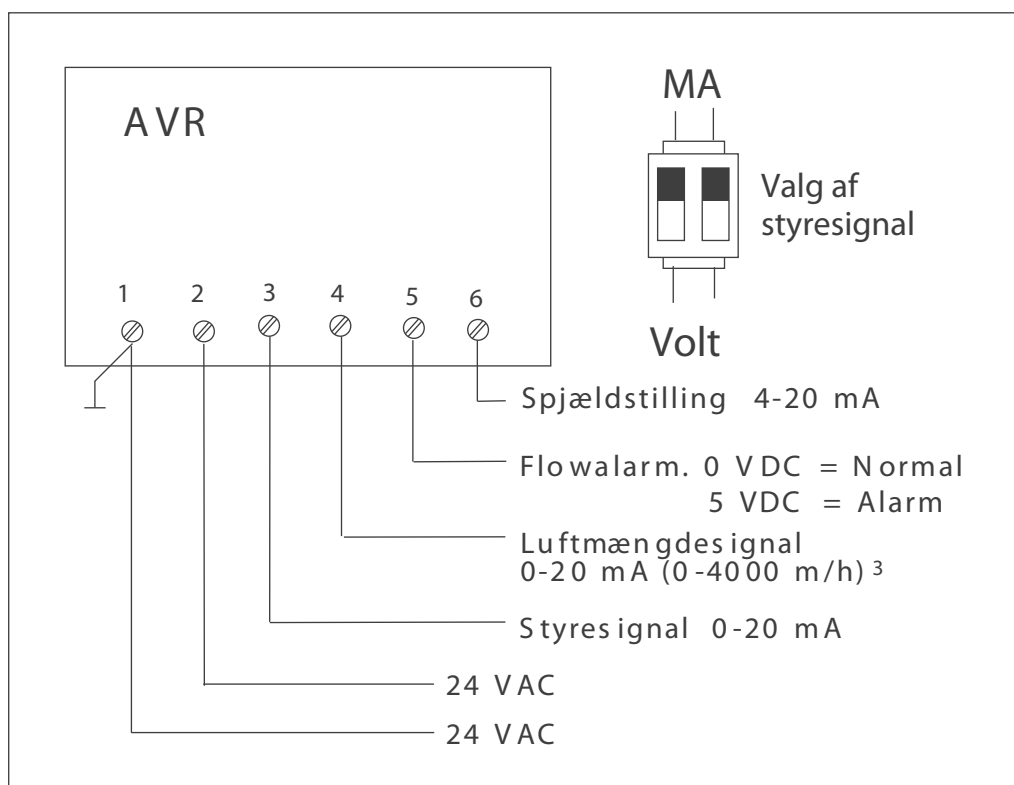 AVR
1 2 3 4 5 6
MA
Valg af
styresignal
Volt
Spjældstilling 4-20 mA
Flowalarm. 0 VDC = Normal
5 VDC = Alarm
Luftmængdesignal
0-20 mA (0-4000 m/h) ³
Styresignal 0-20 mA
24 VAC
24 VAC